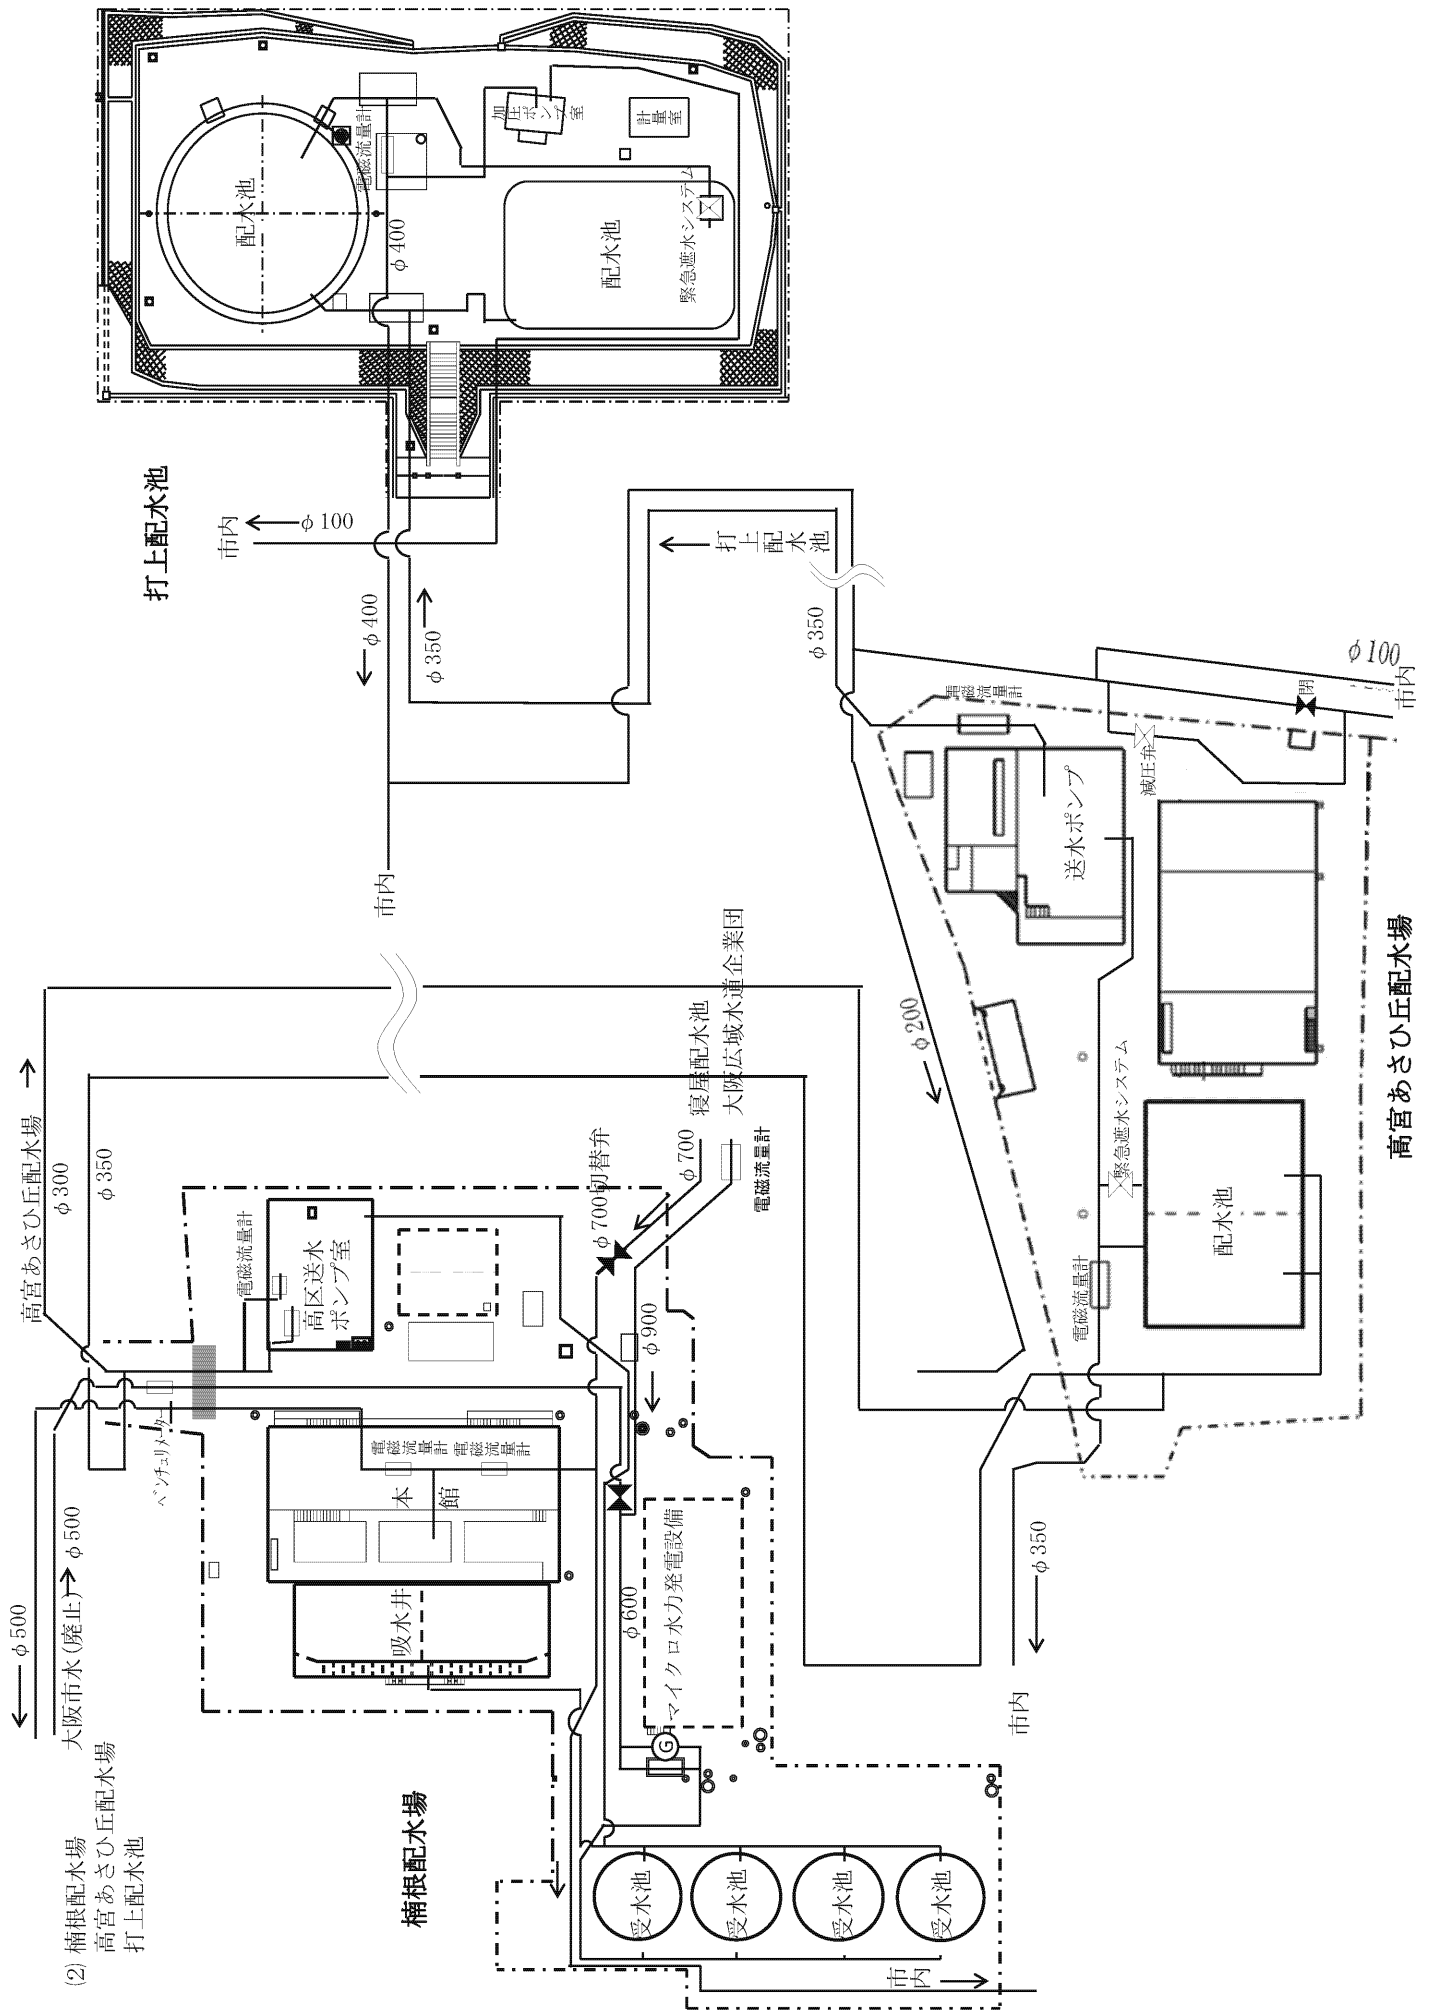 (2) 楠根配水場
高宮あさひ丘配水場
打上配水池
楠根配水場
φ500
大阪市水(廃止)
φ500
ベンチュリメーター
高宮あさひ丘配水場
φ300
φ350
電磁流量計
高区送水
ポンプ室
本館
電磁流量計
電磁流量計
吸水井
φ700切替弁
φ700
寝屋配水池
大阪広域水道企業団
電磁流量計
φ900
φ600
マイクロ水力発電設備
G
受水池
受水池
受水池
受水池
市内
打上配水池
市内
φ100
φ400
φ350
市内
配水池
電磁流量計
φ400
加圧ポンプ室
計量室
配水池
緊急遮水システム
打上配水池
φ350
高宮あさひ丘配水場
電磁流量計
送水ポンプ
減圧弁
閉
φ100
市内
φ200
緊急遮水システム
電磁流量計
配水池
φ350
市内